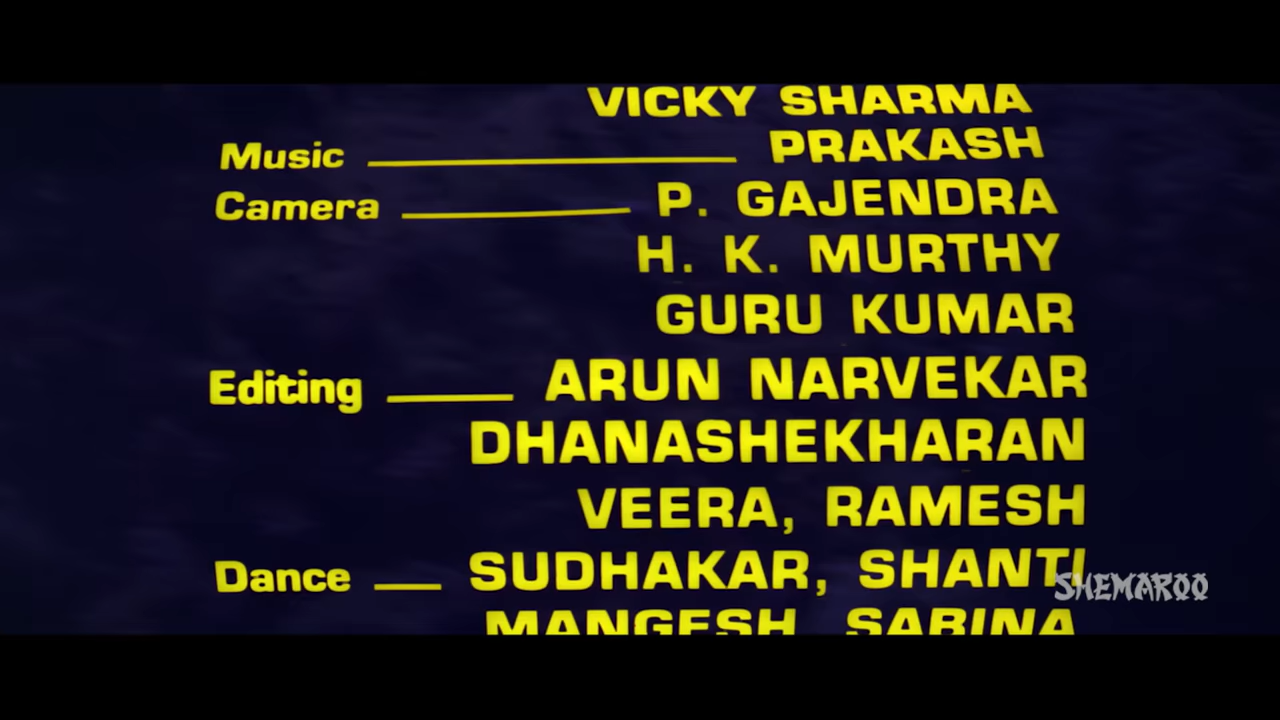 VICKY SHARMA
Music PRAKASH
Camera P. GAJENDRA
H. K. MURTHY
GURU KUMAR
Editing ARUN NARVEKAR
DHANASHEKHARAN
VEERA, RAMESH
Dance SUDHAKAR, SHANTI
MANGESH, SABINA
SHEMAROO